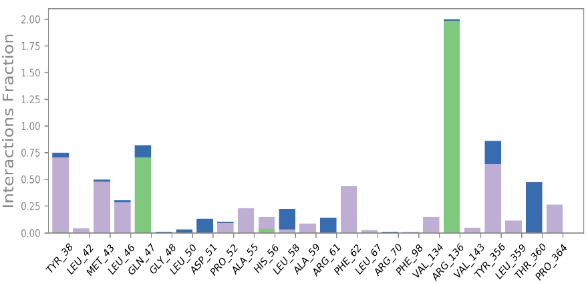 Interactions Fraction
2.00
1.75
1.50
1.25
1.00
0.75
0.50
0.25
0.00
TYR_38
LEU_42
MET_43
LEU_46
GLN_47
GLY_48
LEU_50
ASP_51
PRO_52
ALA_55
HIS_56
LEU_58
ALA_59
ARG_61
PHE_62
LEU_67
ARG_70
PHE_98
VAL_134
ARG_136
VAL_143
TYR_356
LEU_359
THR_360
PRO_364